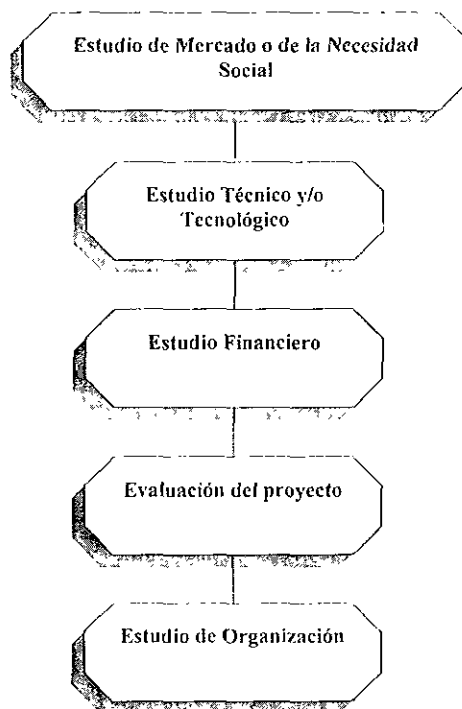 Estudio de Mercado o de la Necesidad
Social
Estudio Técnico y/o
Tecnológico
Estudio Financiero
Evaluación del proyecto
Estudio de Organización